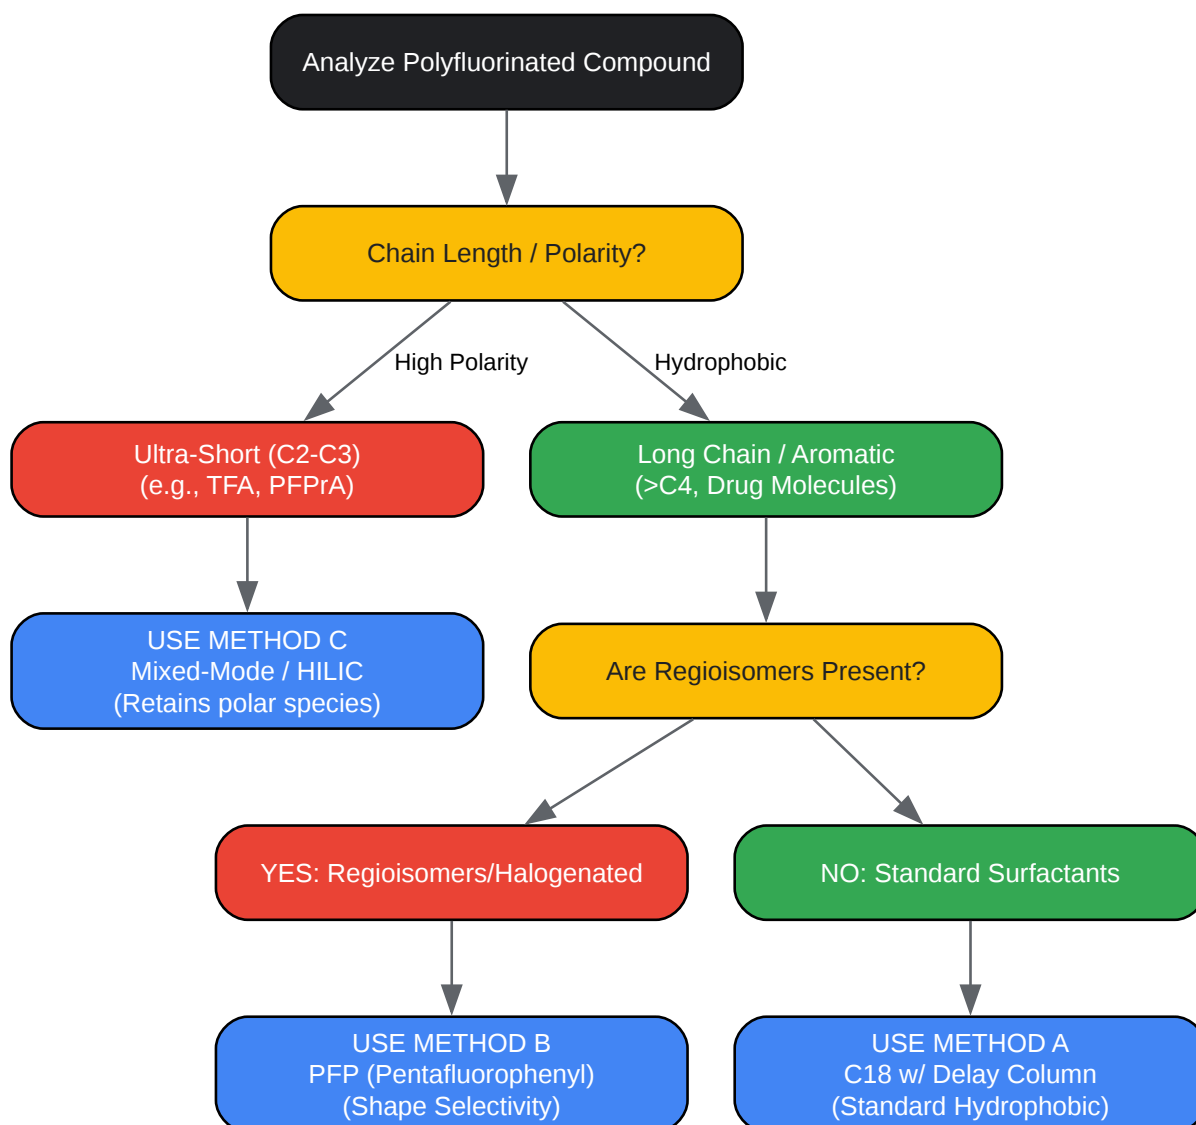 Analyze Polyfluorinated Compound
Chain Length / Polarity?
High Polarity
Hydrophobic
Ultra-Short (C2-C3)
(e.g., TFA, PFPrA)
Long Chain / Aromatic
(>C4, Drug Molecules)
USE METHOD C
Mixed-Mode / HILIC
(Retains polar species)
Are Regioisomers Present?
YES: Regioisomers/Halogenated
NO: Standard Surfactants
USE METHOD B
PFP (Pentafluorophenyl)
(Shape Selectivity)
USE METHOD A
C18 w/ Delay Column
(Standard Hydrophobic)